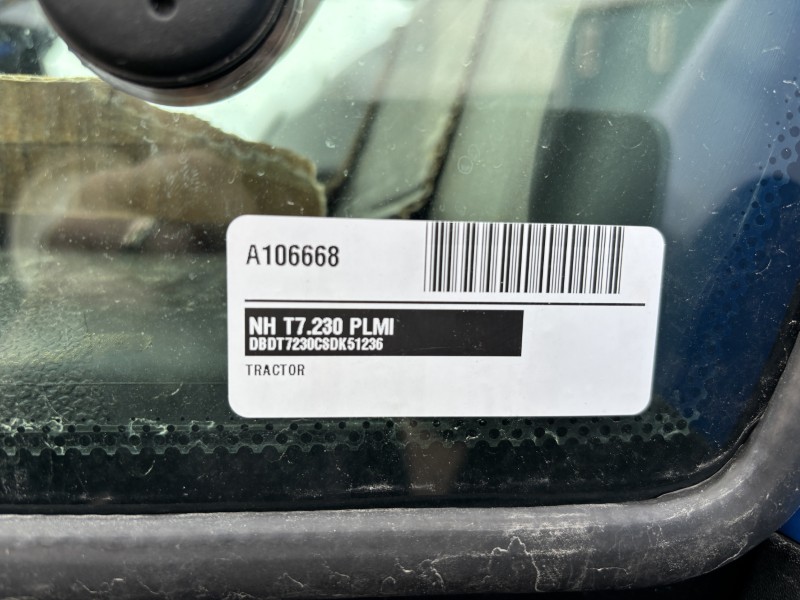 A106668
NH T7.230 PLMI
DBDT7230CSDK51236
TRACTOR